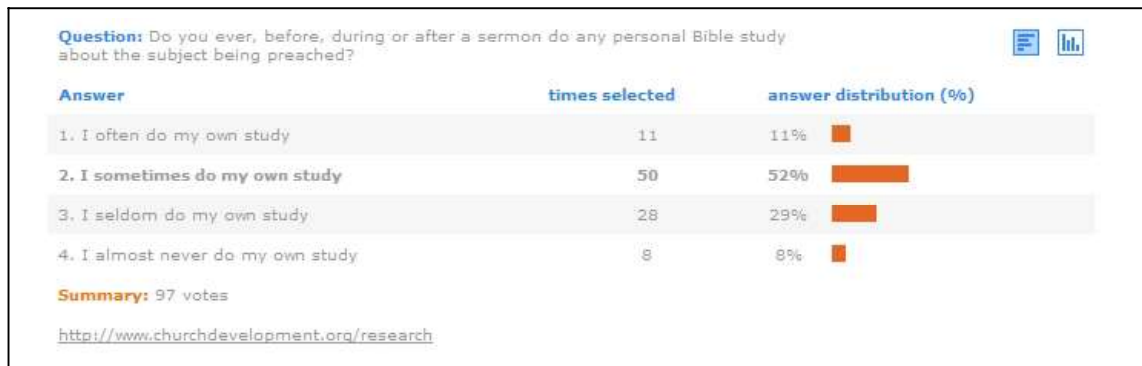 Question: Do you ever, before, during or after a sermon do any personal Bible study
about the subject being preached?
Answer times selected answer distribution (%)
1. I often do my own study 11 11%
2. I sometimes do my own study 50 52%
3. I seldom do my own study 28 29%
4. I almost never do my own study 8 8%
Summary: 97 votes
http://www.churchdevelopment.org/research